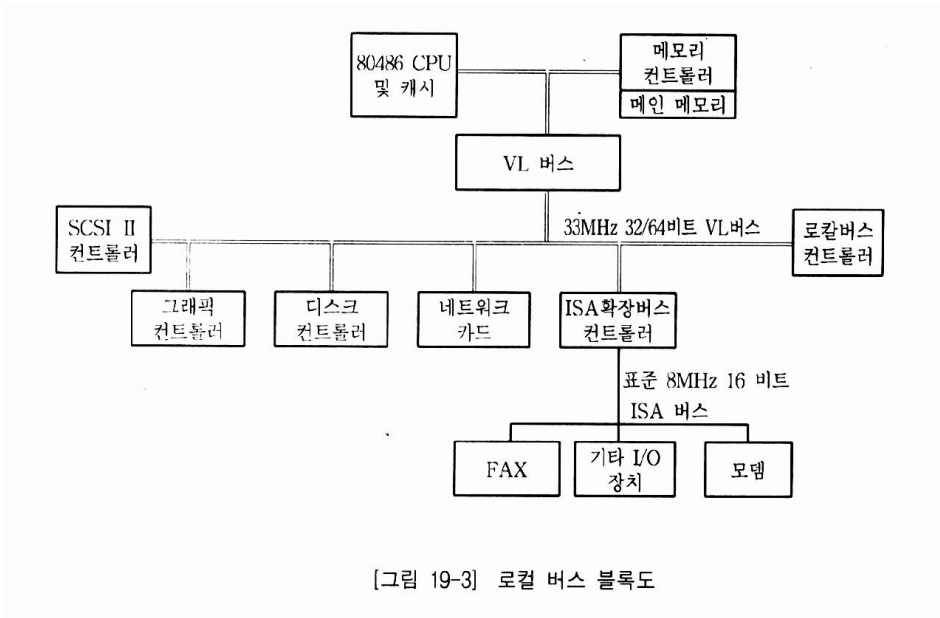 80486 CPU
및 캐시
메모리
컨트롤러
메인 메모리
VL 버스
33MHz 32/64비트 VL버스
SCSI II
컨트롤러
로칼버스
컨트롤러
그래픽
컨트롤러
디스크
컨트롤러
네트워크
카드
ISA확장버스
컨트롤러
표준 8MHz 16 비트
ISA 버스
FAX
기타 I/O
장치
모뎀
[그림 19-3] 로컬 버스 블록도